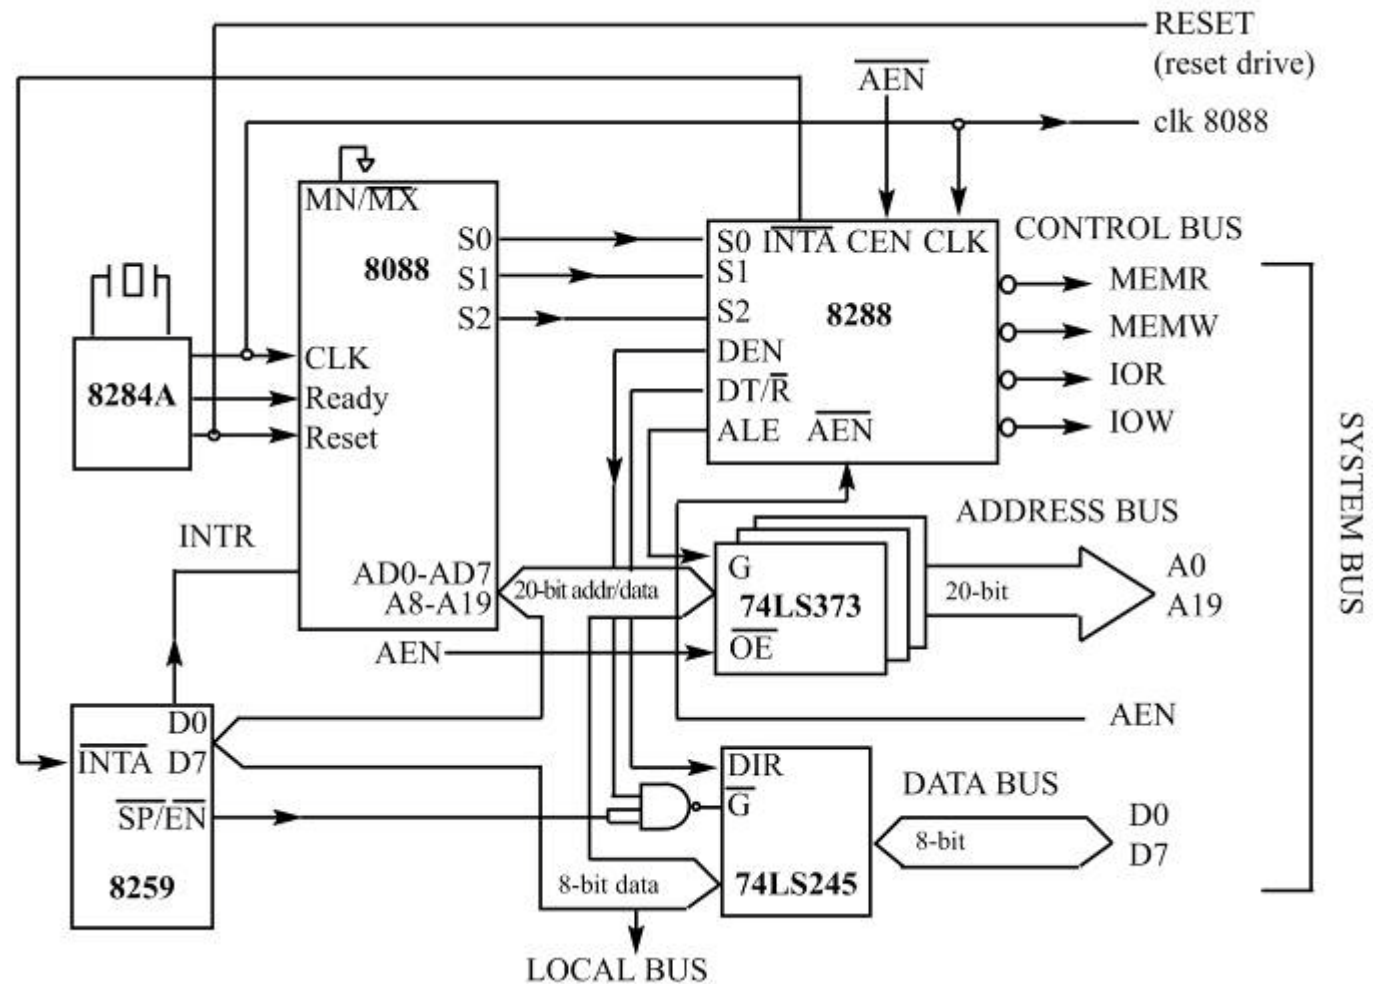 RESET
(reset drive)
AEN
clk 8088
MN/MX
8088
S0
S1
S2
CLK
Ready
Reset
AD0-AD7
A8-A19
8284A
S0 INTA CEN CLK
S1
S2
8288
DEN
DT/R
ALE AEN
CONTROL BUS
MEMR
MEMW
IOR
IOW
SYSTEM BUS
INTR
20-bit addr/data
G
74LS373
OE
AEN
ADDRESS BUS
20-bit
A0
A19
AEN
D0
INTA D7
SP/EN
8259
DIR
G
74LS245
DATA BUS
8-bit
D0
D7
8-bit data
LOCAL BUS